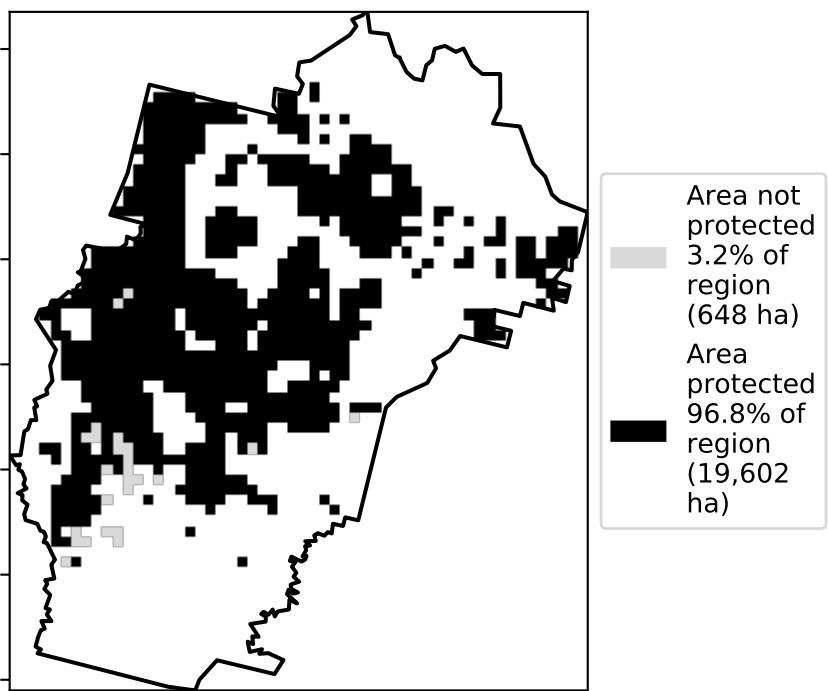 Area not
protected
3.2% of
region
(648 ha)
Area
protected
96.8% of
region
(19,602
ha)